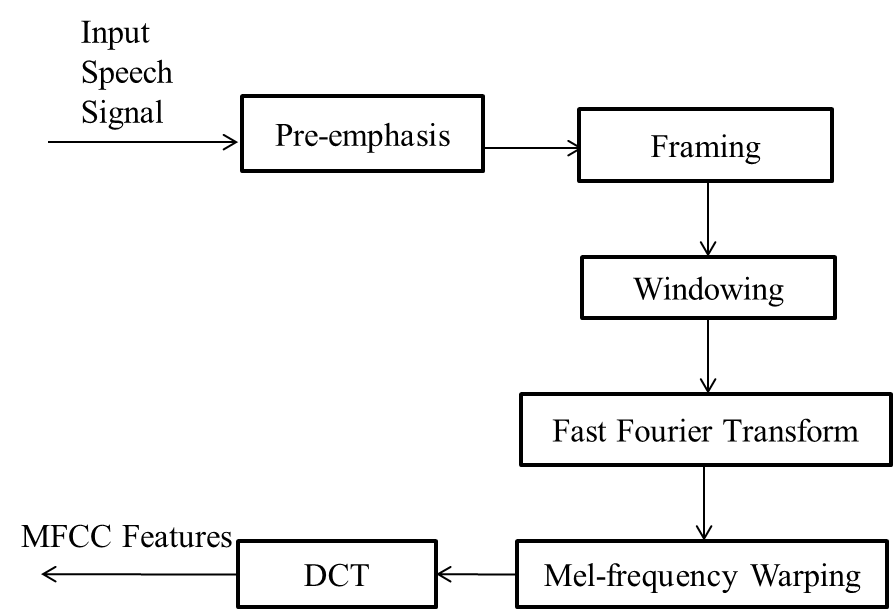 Input
Speech
Signal
Pre-emphasis
Framing
Windowing
Fast Fourier Transform
Mel-frequency Warping
DCT
MFCC Features